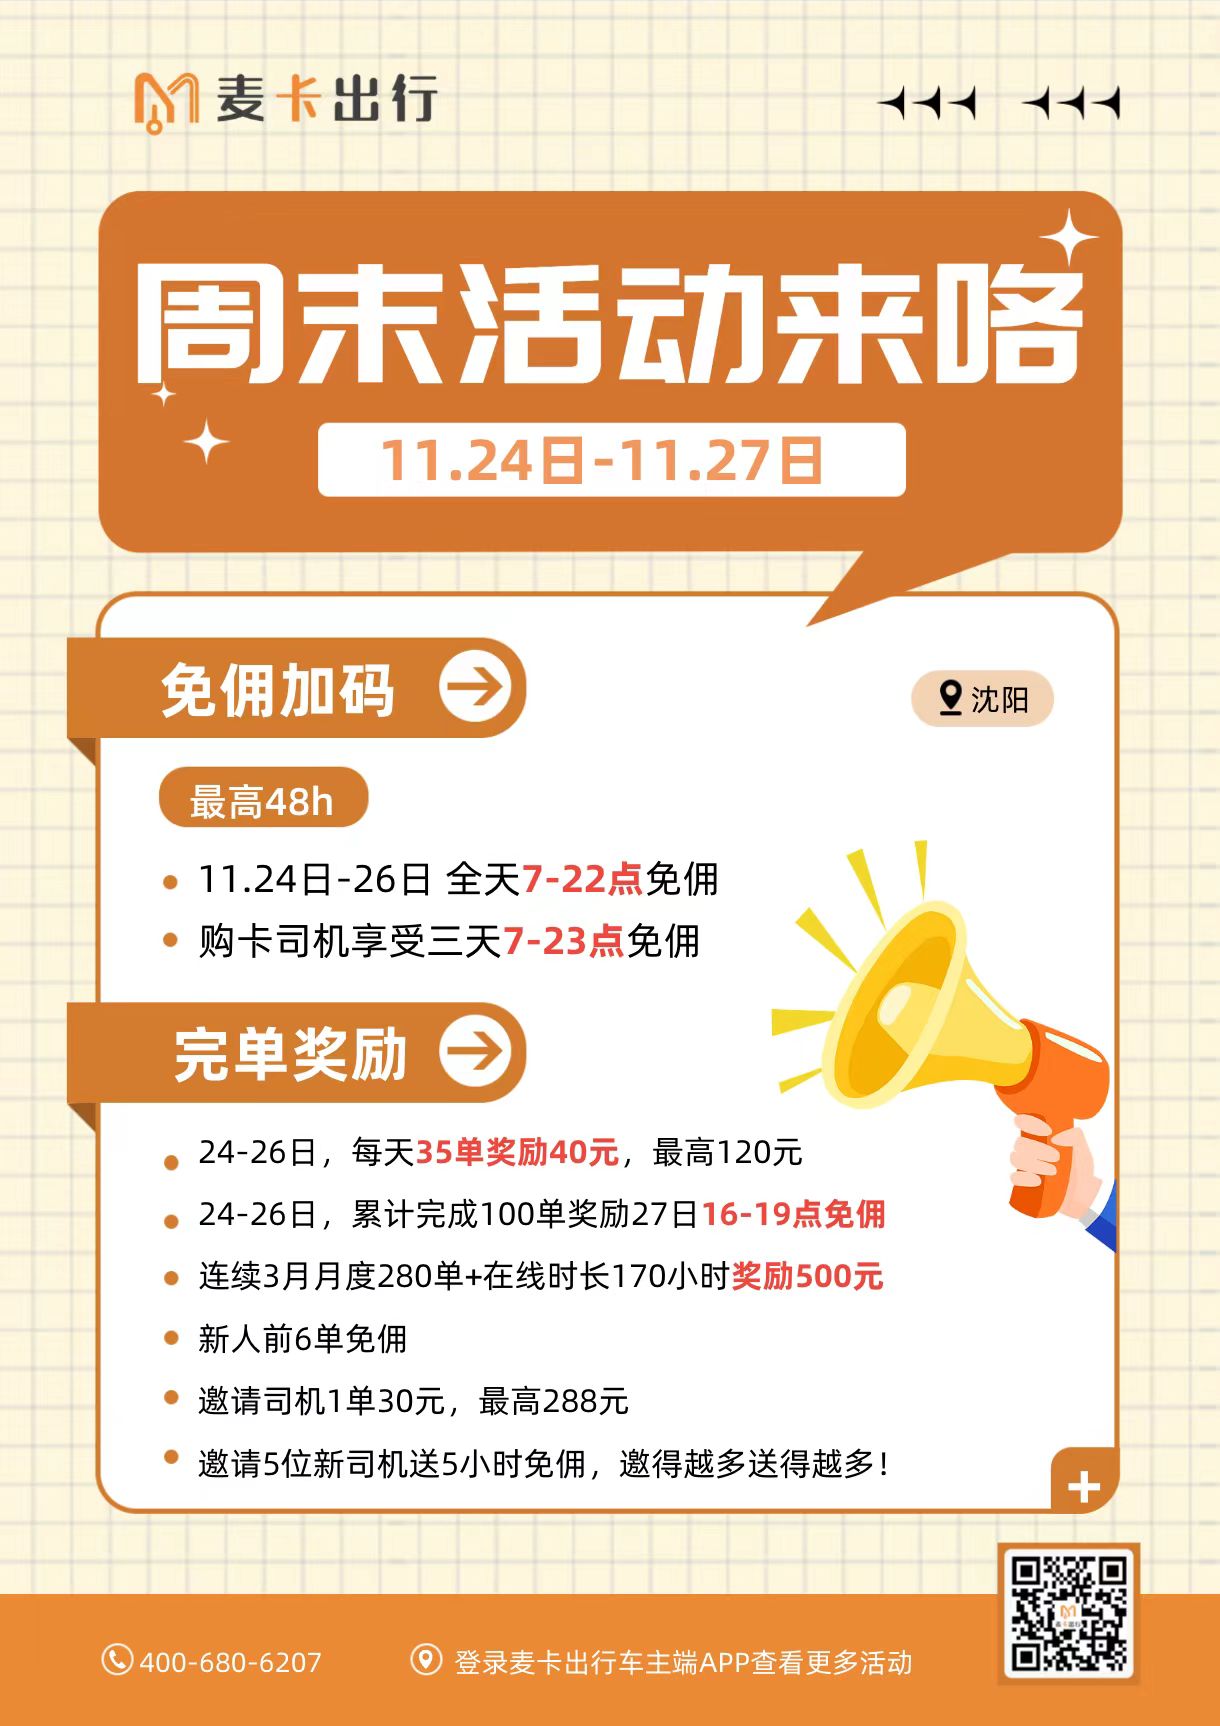 麦卡出行
周末活动来咯
11.24日-11.27日
免佣加码
沈阳
最高48h
11.24日-26日 全天7-22点免佣
购卡司机享受三天7-23点免佣
完单奖励
24-26日，每天35单奖励40元，最高120元
24-26日，累计完成100单奖励27日16-19点免佣
连续3月月度280单+在线时长170小时奖励500元
新人前6单免佣
邀请司机1单30元，最高288元
邀请5位新司机送5小时免佣，邀得越多送得越多！
麦卡出行
400-680-6207
登录麦卡出行车主端APP查看更多活动